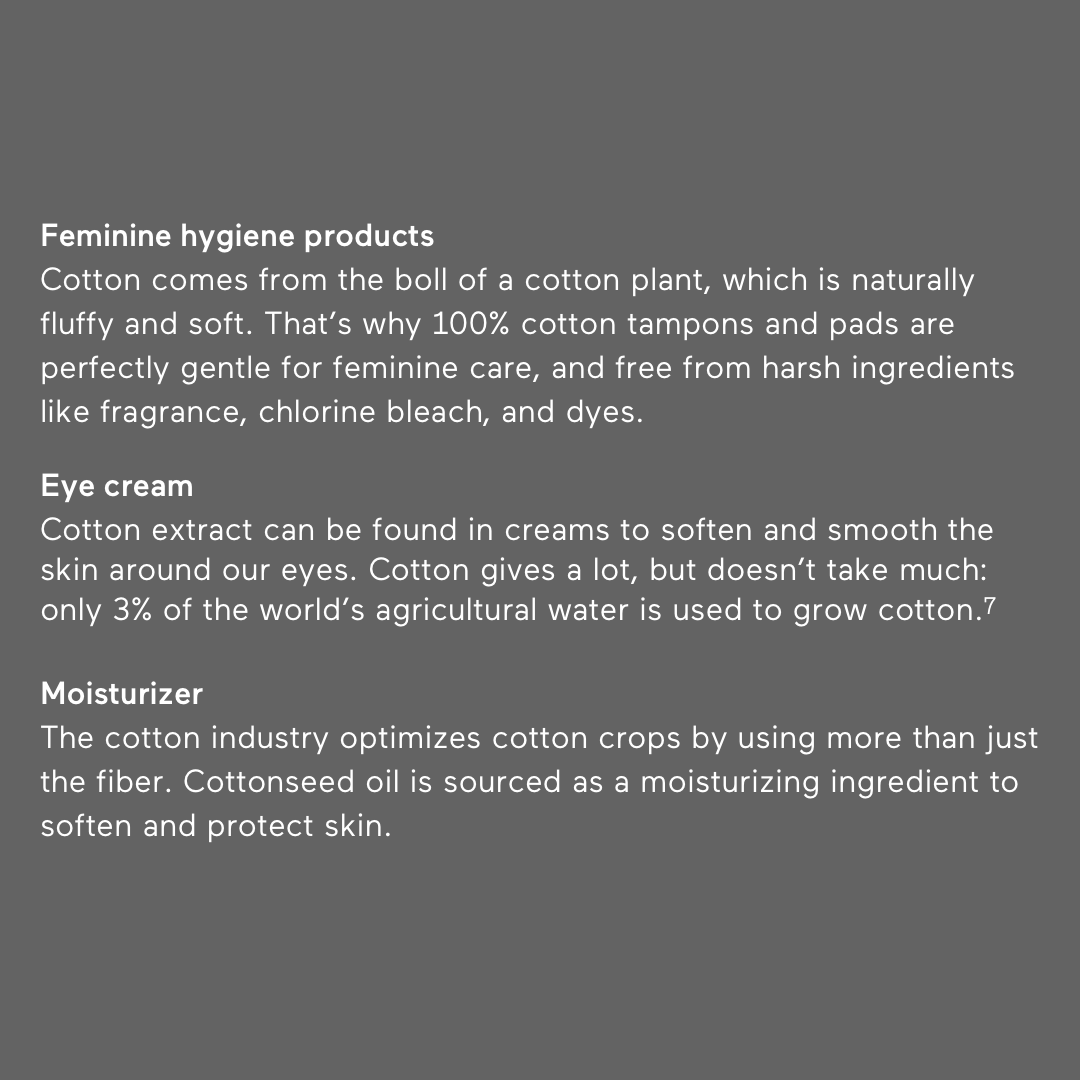 Feminine hygiene products
Cotton comes from the boll of a cotton plant, which is naturally
fluffy and soft. That’s why 100% cotton tampons and pads are
perfectly gentle for feminine care, and free from harsh ingredients
like fragrance, chlorine bleach, and dyes.
Eye cream
Cotton extract can be found in creams to soften and smooth the
skin around our eyes. Cotton gives a lot, but doesn’t take much:
only 3% of the world’s agricultural water is used to grow cotton.⁷
Moisturizer
The cotton industry optimizes cotton crops by using more than just
the fiber. Cottonseed oil is sourced as a moisturizing ingredient to
soften and protect skin.